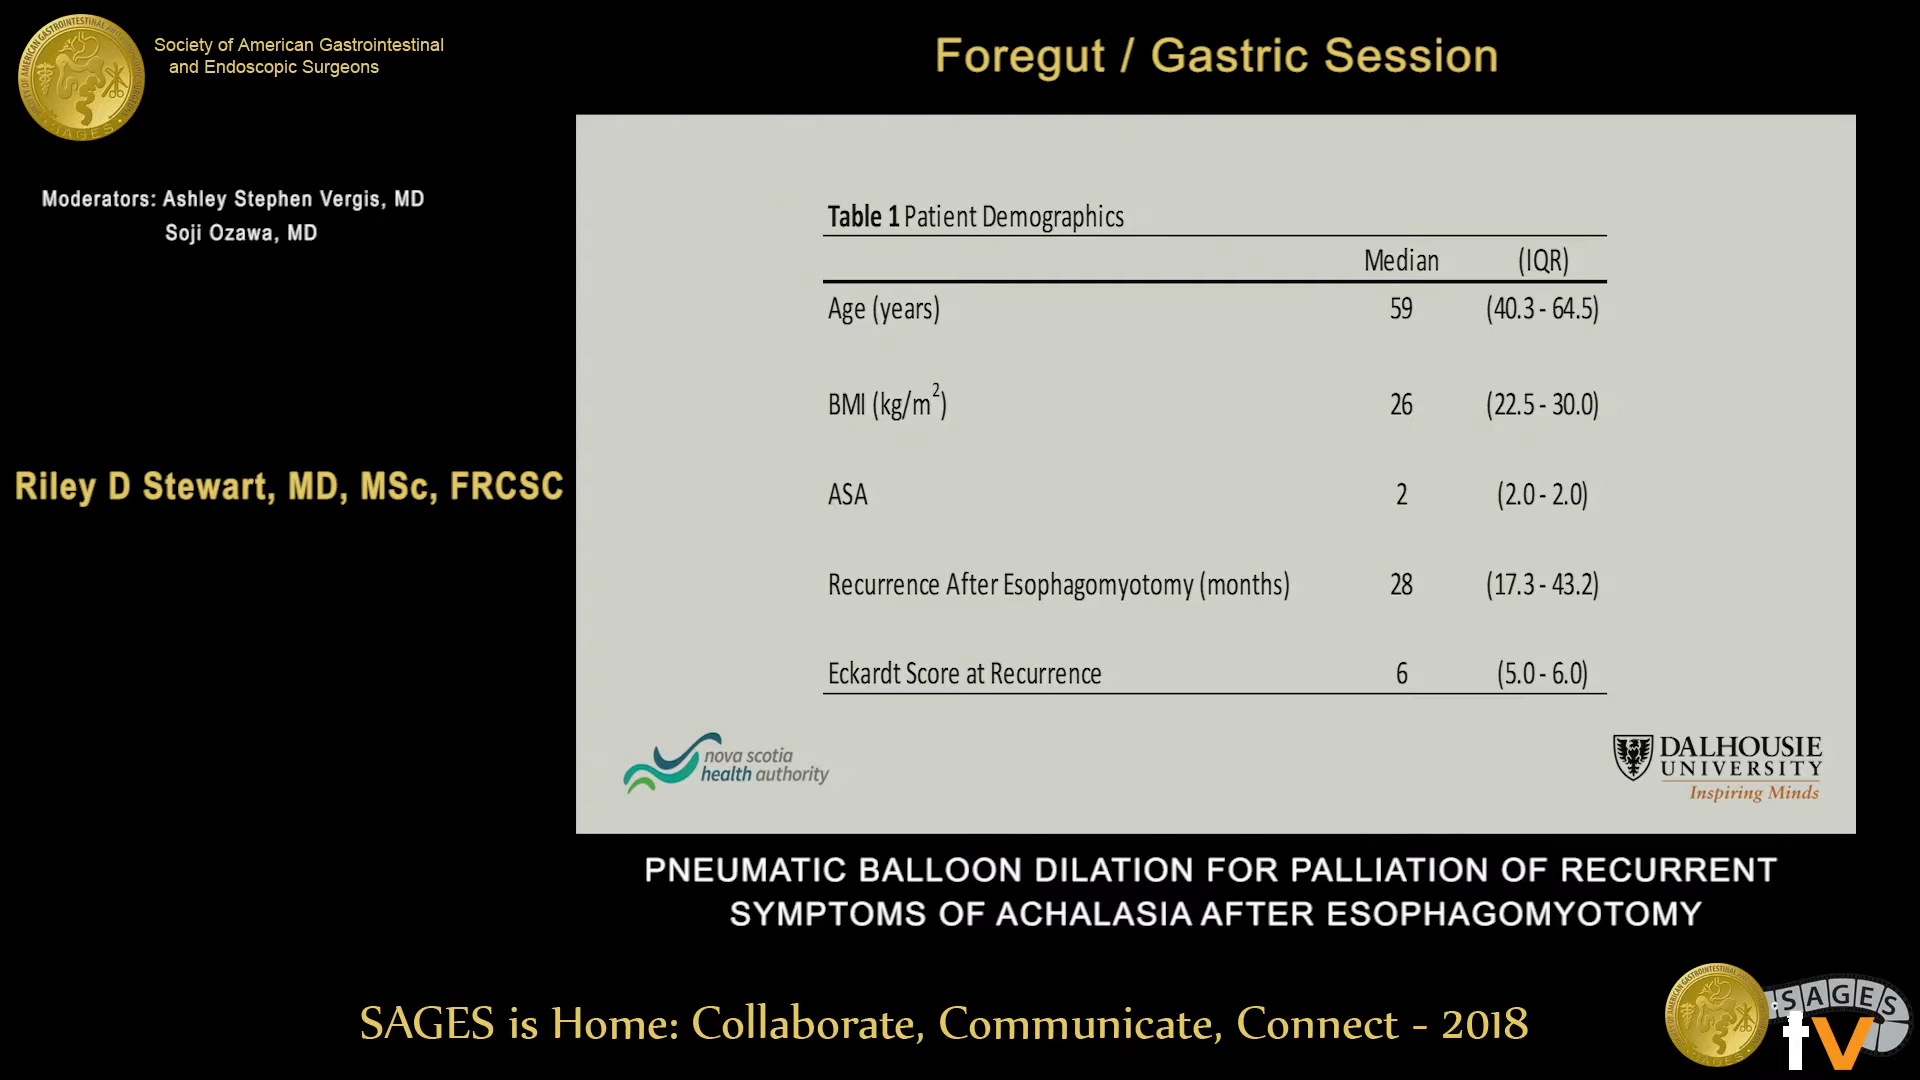 Society of American Gastrointestinal
and Endoscopic Surgeons
Foregut / Gastric Session
Moderators: Ashley Stephen Vergis, MD
Soji Ozawa, MD
Riley D Stewart, MD, MSc, FRCSC
Table 1 Patient Demographics
Median (IQR)
Age (years) 59 (40.3 - 64.5)
BMI (kg/m²) 26 (22.5 - 30.0)
ASA 2 (2.0 - 2.0)
Recurrence After Esophagomyotomy (months) 28 (17.3 - 43.2)
Eckardt Score at Recurrence 6 (5.0 - 6.0)
nova scotia
health authority
DALHOUSIE
UNIVERSITY
Inspiring Minds
PNEUMATIC BALLOON DILATION FOR PALLIATION OF RECURRENT
SYMPTOMS OF ACHALASIA AFTER ESOPHAGOMYOTOMY
SAGES is Home: Collaborate, Communicate, Connect - 2018
SAGES
tv